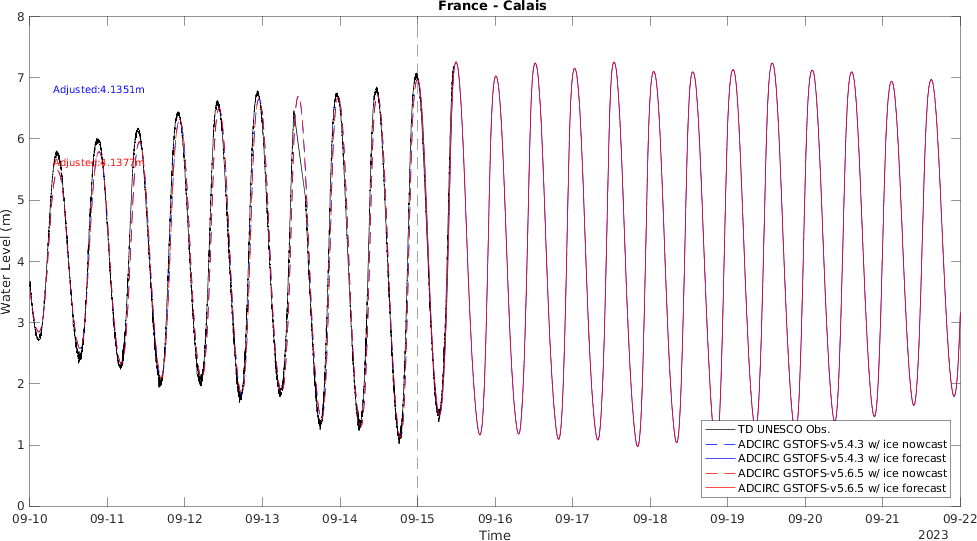 France - Calais
8
7
6
5
4
3
2
1
0
Water Level (m)
Adjusted:4.1351m
Adjusted:4.1377m
TD UNESCO Obs.
ADCIRC GSTOFS-v5.4.3 w/ ice nowcast
ADCIRC GSTOFS-v5.4.3 w/ ice forecast
ADCIRC GSTOFS-v5.6.5 w/ ice nowcast
ADCIRC GSTOFS-v5.6.5 w/ ice forecast
09-10 09-11 09-12 09-13 09-14 09-15 09-16 09-17 09-18 09-19 09-20 09-21 09-22
Time
2023